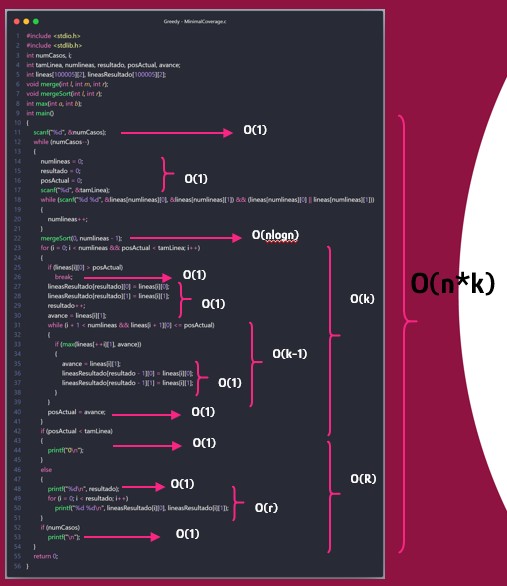 Greedy - MinimalCoverage.c
1 #include <stdio.h>
2 #include <stdlib.h>
3 int numCasos, i;
4 int tamLinea, numlineas, resultado, posActual, avance;
5 int lineas[100005][2], lineasResultado[100005][2];
6 void merge(int l, int m, int r);
7 void mergeSort(int l, int r);
8 int max(int a, int b);
9 int main()
10 {
11 scanf("%d", &numCasos); O(1)
12 while (numCasos--)
13 {
14 numlineas = 0;
15 resultado = 0; O(1)
16 posActual = 0;
17 scanf("%d", &tamLinea);
18 while (scanf("%d %d", &lineas[numlineas][0], &lineas[numlineas][1]) && (lineas[numlineas][0] || lineas[numlineas][1]))
19 {
20 numlineas++;
21 }
22 mergeSort(0, numlineas - 1); O(nlogn)
23 for (i = 0; i < numlineas && posActual < tamLinea; i++)
24 {
25 if (lineas[i][0] > posActual)
26 break; O(1)
27 lineasResultado[resultado][0] = lineas[i][0];
28 lineasResultado[resultado][1] = lineas[i][1]; O(1)
29 resultado++;
30 avance = lineas[i][1];
31 while (i + 1 < numlineas && lineas[i + 1][0] <= posActual)
32 {
33 if (max(lineas[++i][1], avance))
34 {
35 avance = lineas[i][1];
36 lineasResultado[resultado - 1][0] = lineas[i][0];
37 lineasResultado[resultado - 1][1] = lineas[i][1]; O(1)
38 }
39 }
40 posActual = avance; O(1)
41 }
42 if (posActual < tamLinea)
43 {
44 printf("0\n"); O(1)
45 }
46 else
47 {
48 printf("%d\n", resultado); O(1)
49 for (i = 0; i < resultado; i++)
50 printf("%d %d\n", lineasResultado[i][0], lineasResultado[i][1]); O(r)
51 }
52 if (numCasos)
53 printf("\n"); O(1)
54 }
55 return 0;
56 }
O(k-1)
O(k)
O(R)
O(n*k)